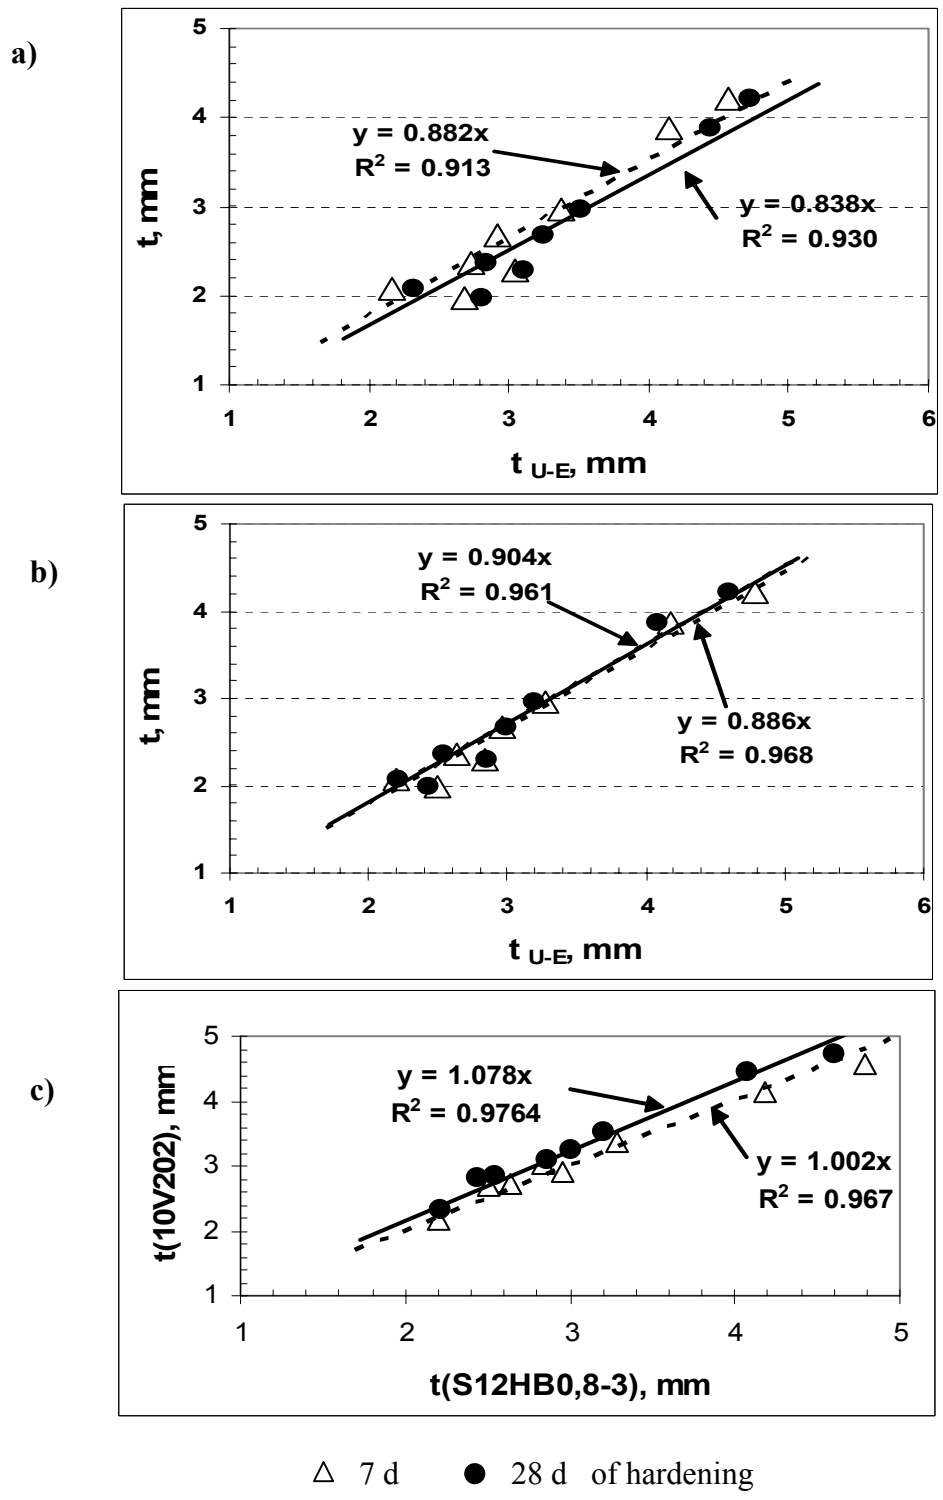 a)
5
4
3
2
1
y = 0.882x
R² = 0.913
y = 0.838x
R² = 0.930
t, mm
1 2 3 4 5 6
t U-E, mm
b)
5
4
3
2
1
y = 0.904x
R² = 0.961
y = 0.886x
R² = 0.968
t, mm
1 2 3 4 5 6
t U-E, mm
c)
5
4
3
2
1
y = 1.078x
R² = 0.9764
y = 1.002x
R² = 0.967
t(10V202), mm
1 2 3 4 5
t(S12HB0,8-3), mm
7 d 28 d of hardening